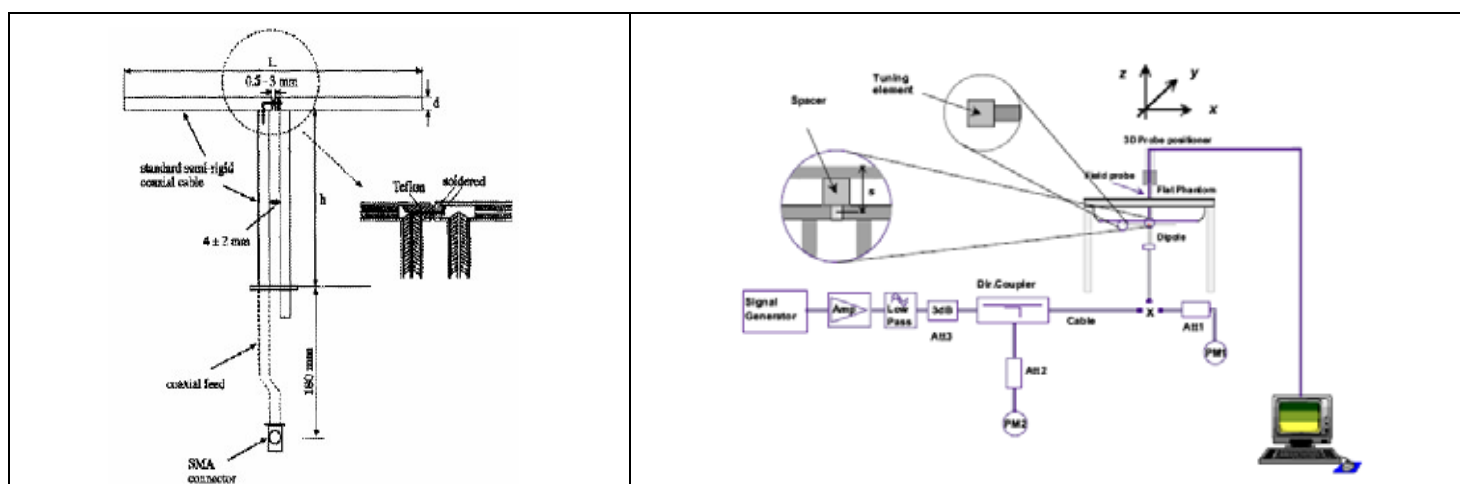 L
0.5 - 3 mm
d
standard semi-rigid
coaxial cable
h
Teflon
soldered
4 ± 2 mm
coaxial feed
180 mm
SMA
connector
z
y
x
Tuning
element
Spacer
s
3D Probe positioner
Field probe
Flat Phantom
Dipole
Signal
Generator
Amp
Low
Pass
3dB
Att3
Dir.Coupler
Cable
X
Att1
PM1
Att2
PM2